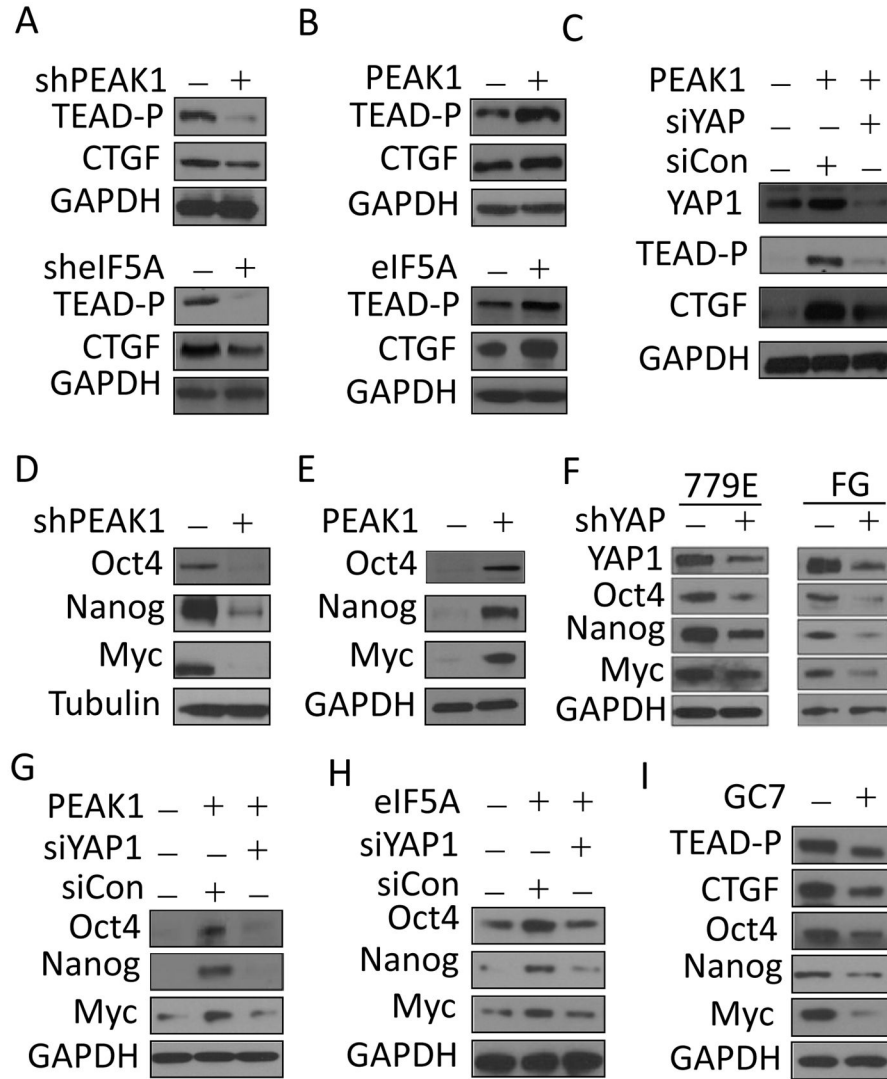 A
shPEAK1 − +
TEAD-P
CTGF
GAPDH
sheIF5A − +
TEAD-P
CTGF
GAPDH
B
PEAK1 − +
TEAD-P
CTGF
GAPDH
eIF5A − +
TEAD-P
CTGF
GAPDH
C
PEAK1 − + +
siYAP − − +
siCon − + −
YAP1
TEAD-P
CTGF
GAPDH
D
shPEAK1 − +
Oct4
Nanog
Myc
Tubulin
E
PEAK1 − +
Oct4
Nanog
Myc
GAPDH
F
779E FG
shYAP − + − +
YAP1
Oct4
Nanog
Myc
GAPDH
G
PEAK1 − + +
siYAP1 − − +
siCon − + −
Oct4
Nanog
Myc
GAPDH
H
eIF5A − + +
siYAP1 − − +
siCon − + −
Oct4
Nanog
Myc
GAPDH
I
GC7 − +
TEAD-P
CTGF
Oct4
Nanog
Myc
GAPDH